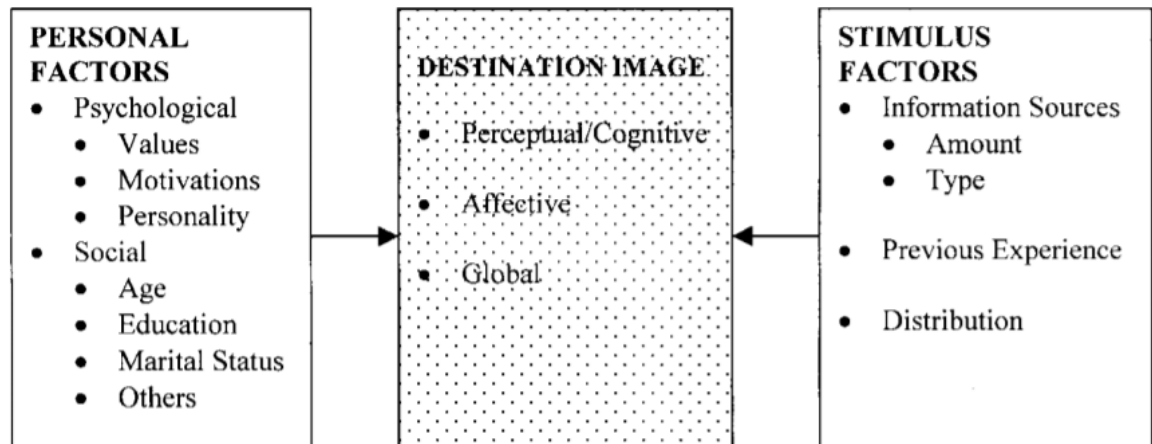 PERSONAL
FACTORS
• Psychological
• Values
• Motivations
• Personality
• Social
• Age
• Education
• Marital Status
• Others
DESTINATION IMAGE
• Perceptual/Cognitive
• Affective
• Global
STIMULUS
FACTORS
• Information Sources
• Amount
• Type
• Previous Experience
• Distribution